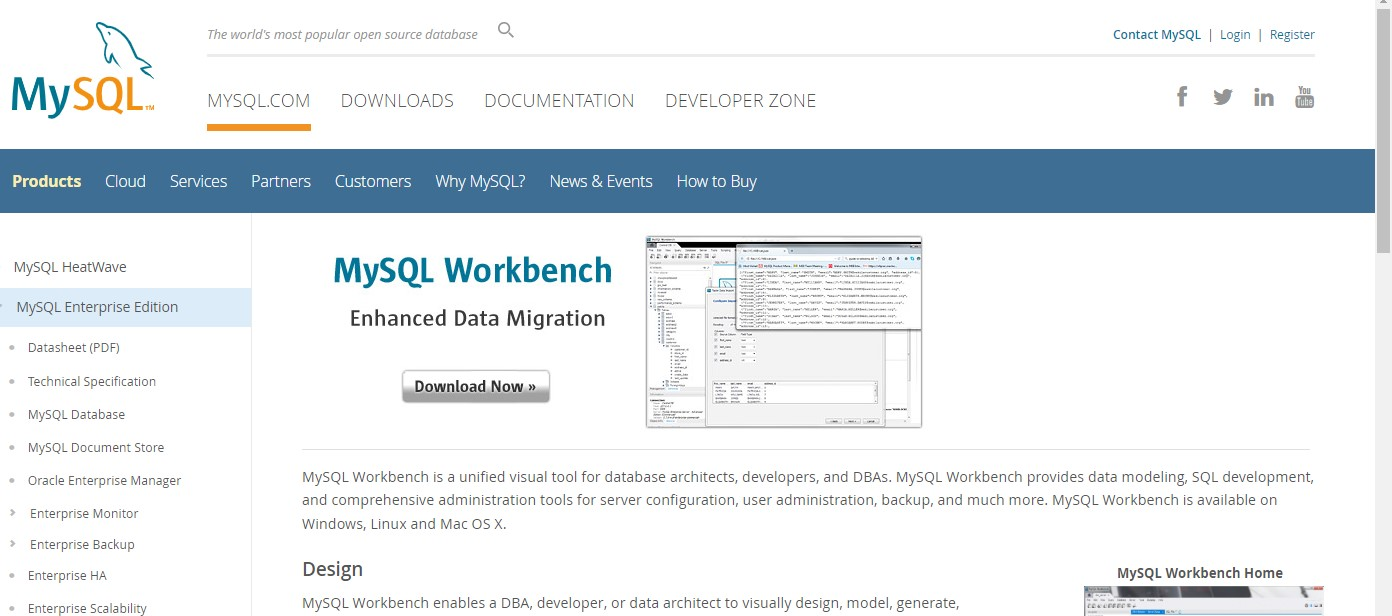 The world's most popular open source database
Contact MySQL | Login | Register
MySQL™
MYSQL.COM DOWNLOADS DOCUMENTATION DEVELOPER ZONE
You Tube
Products Cloud Services Partners Customers Why MySQL? News & Events How to Buy
MySQL HeatWave
MySQL Enterprise Edition
Datasheet (PDF)
Technical Specification
MySQL Database
MySQL Document Store
Oracle Enterprise Manager
Enterprise Monitor
Enterprise Backup
Enterprise HA
Enterprise Scalability
MySQL Workbench
Enhanced Data Migration
Download Now »
MySQL Workbench is a unified visual tool for database architects, developers, and DBAs. MySQL Workbench provides data modeling, SQL development,
and comprehensive administration tools for server configuration, user administration, backup, and much more. MySQL Workbench is available on
Windows, Linux and Mac OS X.
Design
MySQL Workbench enables a DBA, developer, or data architect to visually design, model, generate,
MySQL Workbench Home